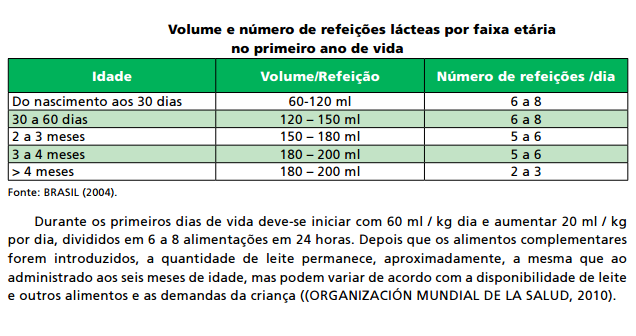 Volume e número de refeições lácteas por faixa etária
no primeiro ano de vida
Idade Volume/Refeição Número de refeições /dia
Do nascimento aos 30 dias 60-120 ml 6 a 8
30 a 60 dias 120 – 150 ml 6 a 8
2 a 3 meses 150 – 180 ml 5 a 6
3 a 4 meses 180 – 200 ml 5 a 6
> 4 meses 180 – 200 ml 2 a 3
Fonte: BRASIL (2004).
Durante os primeiros dias de vida deve-se iniciar com 60 ml / kg dia e aumentar 20 ml / kg
por dia, divididos em 6 a 8 alimentações em 24 horas. Depois que os alimentos complementares
forem introduzidos, a quantidade de leite permanece, aproximadamente, a mesma que ao
administrado aos seis meses de idade, mas podem variar de acordo com a disponibilidade de leite
e outros alimentos e as demandas da criança ((ORGANIZACIÓN MUNDIAL DE LA SALUD, 2010).